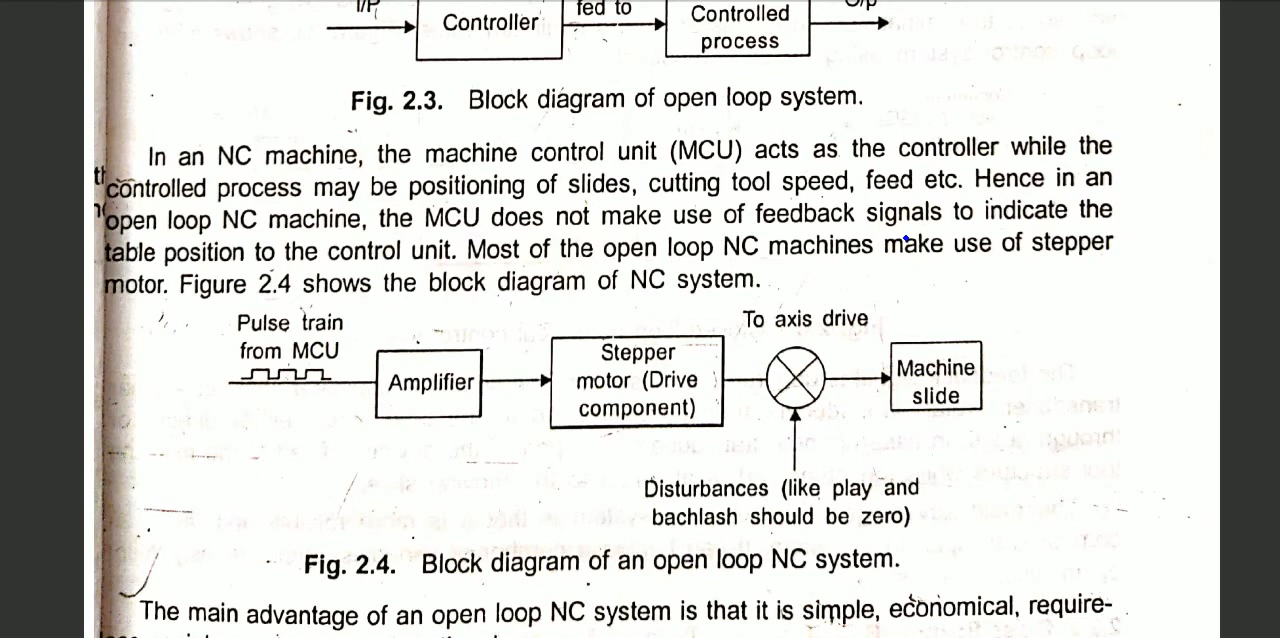 I/P
Controller
fed to
Controlled
process
O/p
Fig. 2.3. Block diagram of open loop system.
In an NC machine, the machine control unit (MCU) acts as the controller while the
controlled process may be positioning of slides, cutting tool speed, feed etc. Hence in an
open loop NC machine, the MCU does not make use of feedback signals to indicate the
table position to the control unit. Most of the open loop NC machines make use of stepper
motor. Figure 2.4 shows the block diagram of NC system.
Pulse train
from MCU
Amplifier
Stepper
motor (Drive
component)
To axis drive
Machine
slide
Disturbances (like play and
bachlash should be zero)
Fig. 2.4. Block diagram of an open loop NC system.
The main advantage of an open loop NC system is that it is simple, economical, require-